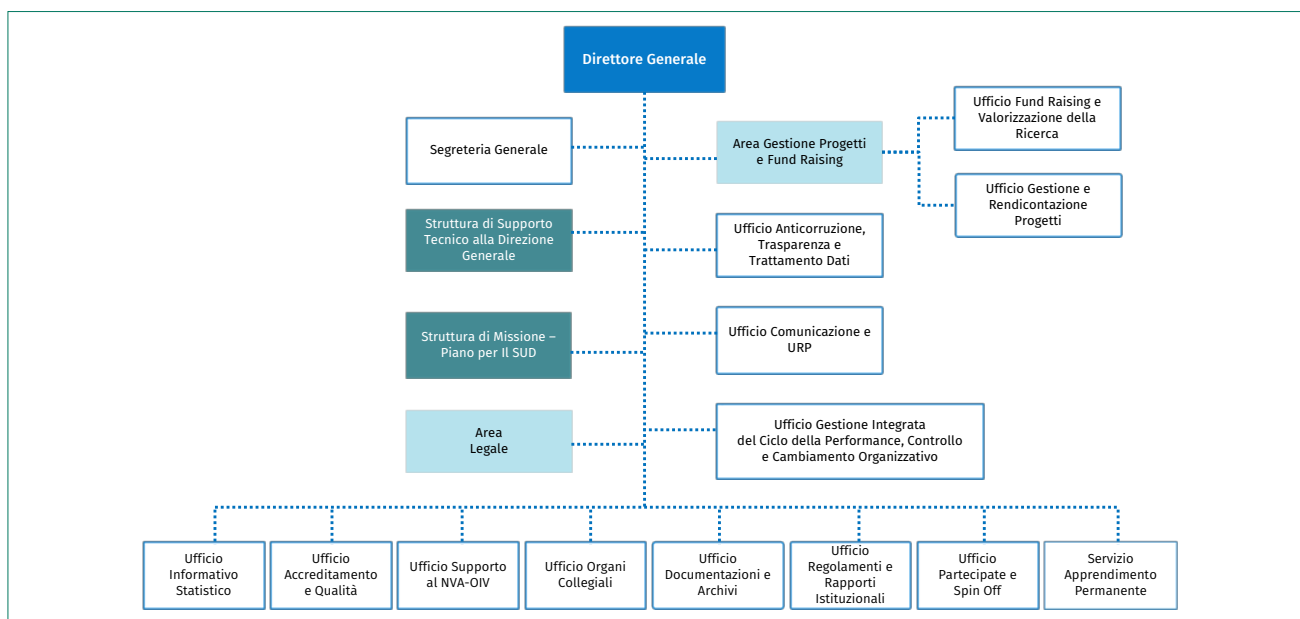 Direttore Generale
Segreteria Generale
Area Gestione Progetti
e Fund Raising
Ufficio Fund Raising e
Valorizzazione della
Ricerca
Ufficio Gestione e
Rendicontazione
Progetti
Struttura di Supporto
Tecnico alla Direzione
Generale
Ufficio Anticorruzione,
Trasparenza e
Trattamento Dati
Struttura di Missione –
Piano per Il SUD
Ufficio Comunicazione e
URP
Area
Legale
Ufficio Gestione Integrata
del Ciclo della Performance, Controllo
e Cambiamento Organizzativo
Ufficio
Informativo
Statistico
Ufficio
Accreditamento
e Qualità
Ufficio Supporto
al NVA-OIV
Ufficio Organi
Collegiali
Ufficio
Documentazioni e
Archivi
Ufficio
Regolamenti e
Rapporti
Istituzionali
Ufficio
Partecipate e
Spin Off
Servizio
Apprendimento
Permanente